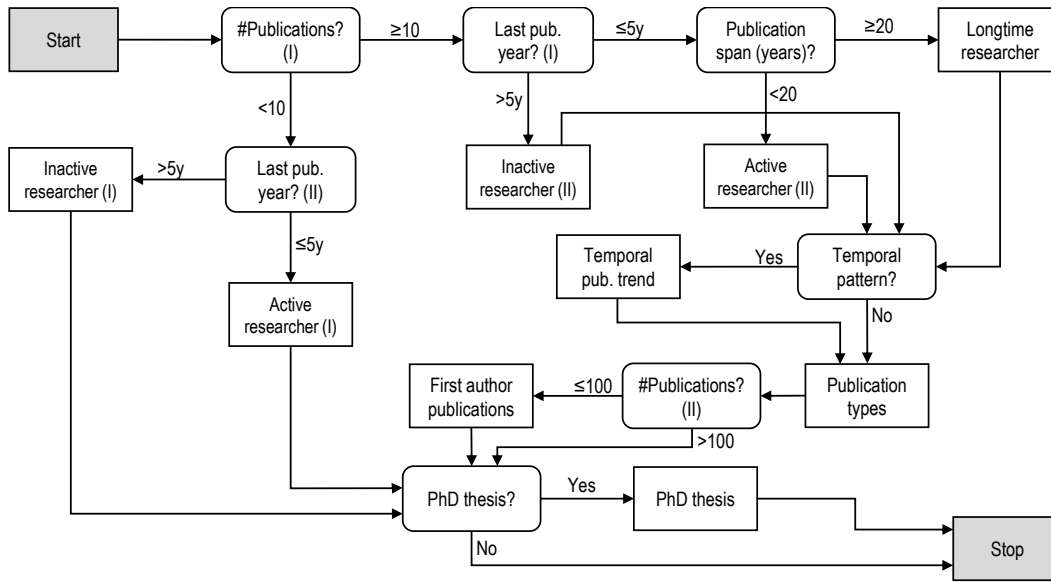 Start
#Publications?
(I)
≥10
Last pub.
year? (I)
≤5y
Publication
span (years)?
≥20
Longtime
researcher
<10
>5y
<20
Inactive
researcher (I)
>5y
Last pub.
year? (II)
Inactive
researcher (II)
Active
researcher (II)
≤5y
Temporal
pub. trend
Yes
Temporal
pattern?
Active
researcher (I)
No
First author
publications
≤100
#Publications?
(II)
Publication
types
>100
PhD thesis?
Yes
PhD thesis
No
Stop